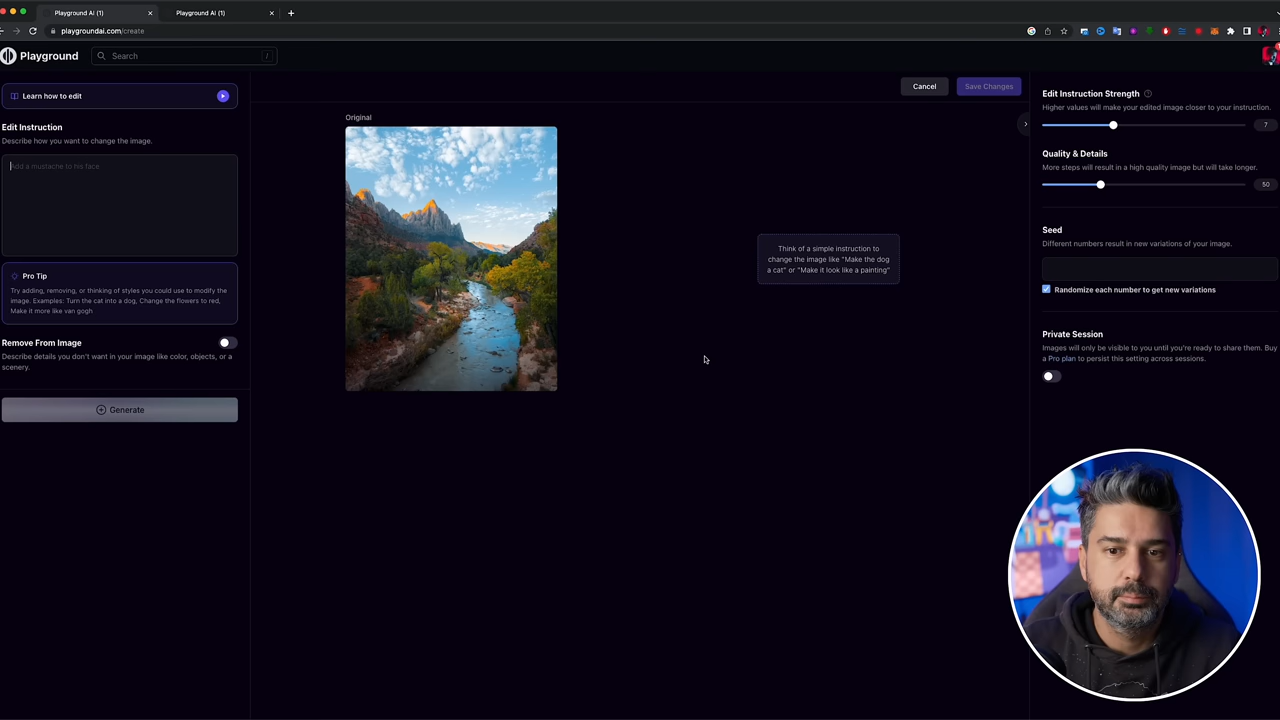 Playground AI (1)
Playground AI (1)
playgroundai.com/create
Playground
Search
/
Learn how to edit
Cancel
Save Changes
Edit Instruction
Describe how you want to change the image.
Add a mustache to his face
Pro Tip
Try adding, removing, or thinking of styles you could use to modify the
image. Examples: Turn the cat into a dog, Change the flowers to red,
Make it more like van gogh
Remove From Image
Describe details you don't want in your image like color, objects, or a
scenery.
Generate
Original
Think of a simple instruction to
change the image like "Make the dog
a cat" or "Make it look like a painting"
Edit Instruction Strength
Higher values will make your edited image closer to your instruction.
7
Quality & Details
More steps will result in a high quality image but will take longer.
50
Seed
Different numbers result in new variations of your image.
Randomize each number to get new variations
Private Session
Images will only be visible to you until you're ready to share them. Buy
a Pro plan to persist this setting across sessions.